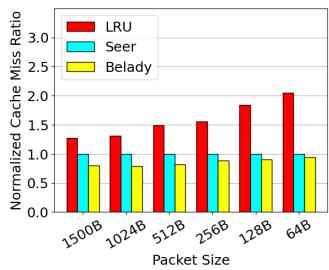 Normalized Cache Miss Ratio
3.0
2.5
2.0
1.5
1.0
0.5
0.0
LRU
Seer
Belady
1500B 1024B 512B 256B 128B 64B
Packet Size